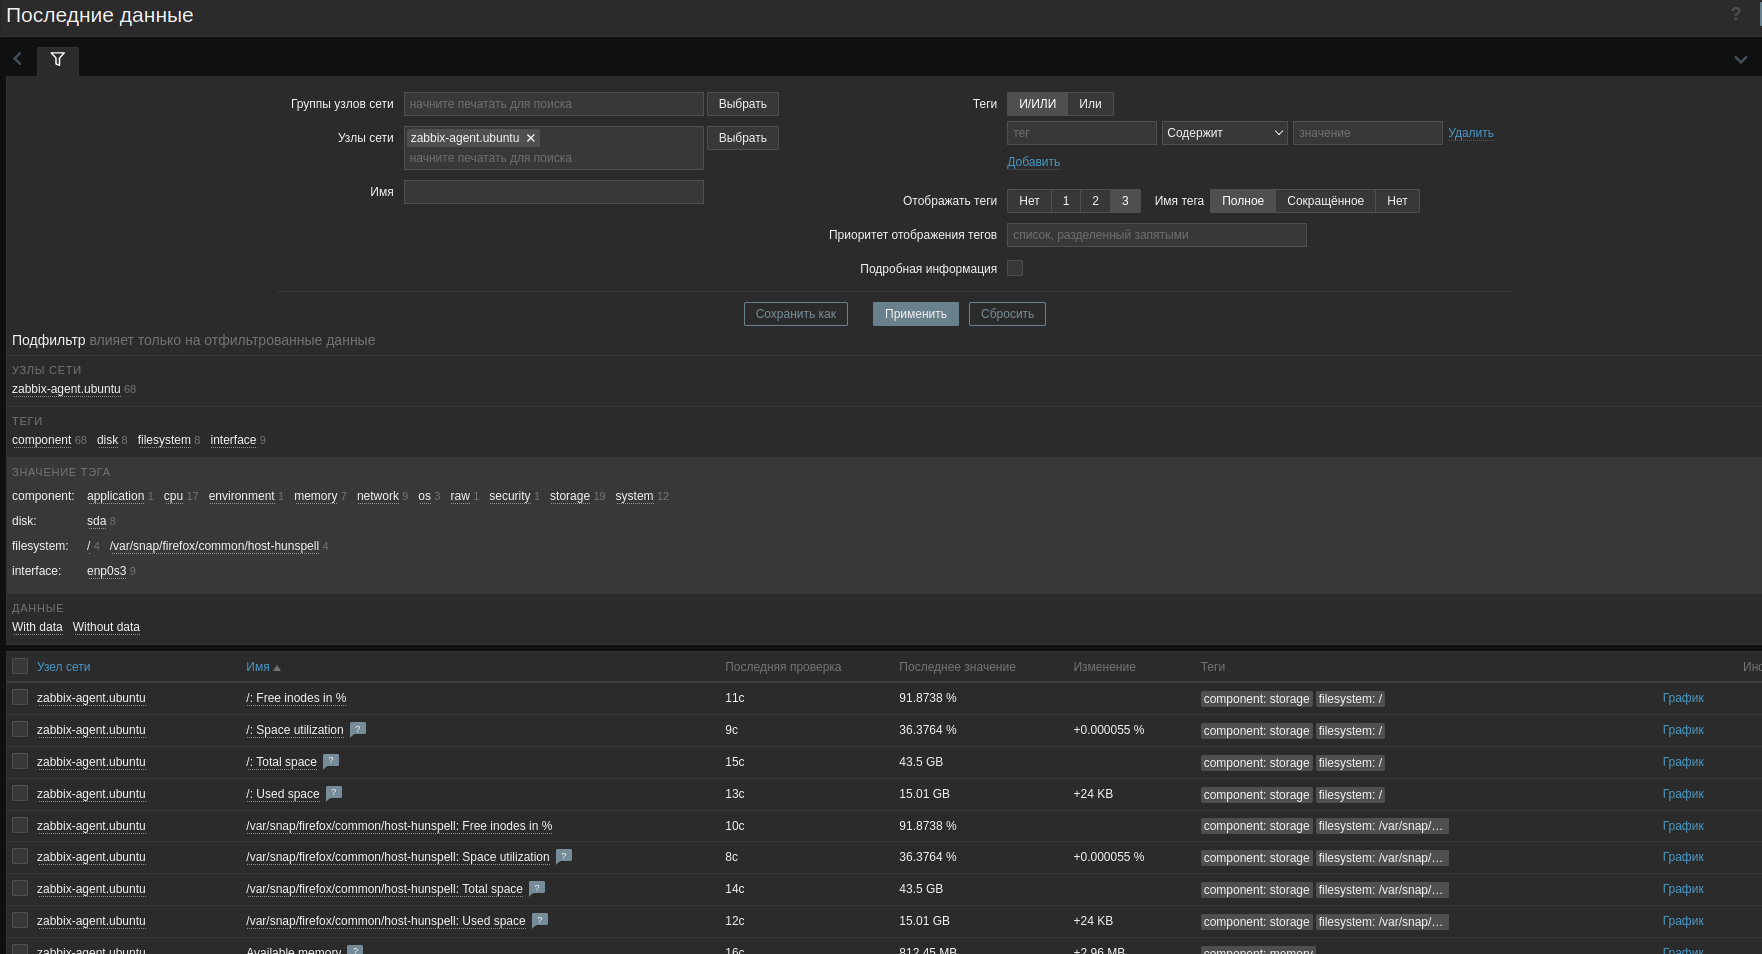 Последние данные ?
Группы узлов сети начните печатать для поиска Выбрать Теги И/ИЛИ Или
Узлы сети zabbix-agent.ubuntu ✕ начните печатать для поиска Выбрать тег Содержит значение Удалить
Добавить
Имя
Отображать теги Нет 1 2 3 Имя тега Полное Сокращённое Нет
Приоритет отображения тегов список, разделенный запятыми
Подробная информация
Сохранить как Применить Сбросить
Подфильтр влияет только на отфильтрованные данные
УЗЛЫ СЕТИ
zabbix-agent.ubuntu 68
ТЕГИ
component 68 disk 8 filesystem 8 interface 9
ЗНАЧЕНИЕ ТЭГА
component: application 1 cpu 17 environment 1 memory 7 network 9 os 3 raw 1 security 1 storage 19 system 12
disk: sda 8
filesystem: / 4 /var/snap/firefox/common/host-hunspell 4
interface: enp0s3 9
ДАННЫЕ
With data Without data
Узел сети Имя Последняя проверка Последнее значение Изменение Теги
zabbix-agent.ubuntu /: Free inodes in % 11с 91.8738 % component: storage filesystem: / График
zabbix-agent.ubuntu /: Space utilization ? 9с 36.3764 % +0.000055 % component: storage filesystem: / График
zabbix-agent.ubuntu /: Total space ? 15с 43.5 GB component: storage filesystem: / График
zabbix-agent.ubuntu /: Used space ? 13с 15.01 GB +24 KB component: storage filesystem: / График
zabbix-agent.ubuntu /var/snap/firefox/common/host-hunspell: Free inodes in % 10с 91.8738 % component: storage filesystem: /var/snap/… График
zabbix-agent.ubuntu /var/snap/firefox/common/host-hunspell: Space utilization ? 8с 36.3764 % +0.000055 % component: storage filesystem: /var/snap/… График
zabbix-agent.ubuntu /var/snap/firefox/common/host-hunspell: Total space ? 14с 43.5 GB component: storage filesystem: /var/snap/… График
zabbix-agent.ubuntu /var/snap/firefox/common/host-hunspell: Used space ? 12с 15.01 GB +24 KB component: storage filesystem: /var/snap/… График
zabbix-agent.ubuntu Available memory ? 16с 812.45 MB +2.96 MB component: memory График